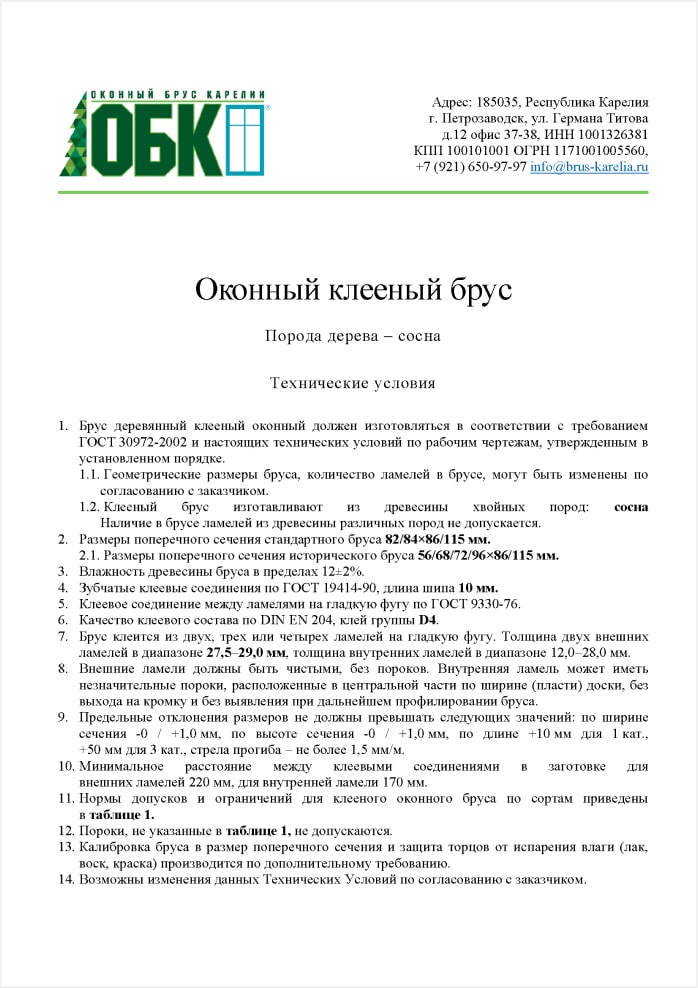 ОКОННЫЙ БРУС КАРЕЛИИ
ОБК
®
Адрес: 185035, Республика Карелия
г. Петрозаводск, ул. Германа Титова
д.12 офис 37-38, ИНН 1001326381
КПП 100101001 ОГРН 1171001005560,
+7 (921) 650-97-97 info@brus-karelia.ru
Оконный клееный брус
Порода дерева – сосна
Технические условия
1. Брус деревянный клееный оконный должен изготовляться в соответствии с требованием
ГОСТ 30972-2002 и настоящих технических условий по рабочим чертежам, утвержденным в
установленном порядке.
1.1. Геометрические размеры бруса, количество ламелей в брусе, могут быть изменены по
согласованию с заказчиком.
1.2. Клееный брус изготавливают из древесины хвойных пород: сосна
Наличие в брусе ламелей из древесины различных пород не допускается.
2. Размеры поперечного сечения стандартного бруса 82/84×86/115 мм.
2.1. Размеры поперечного сечения исторического бруса 56/68/72/96×86/115 мм.
3. Влажность древесины бруса в пределах 12±2%.
4. Зубчатые клеевые соединения по ГОСТ 19414-90, длина шипа 10 мм.
5. Клеевое соединение между ламелями на гладкую фугу по ГОСТ 9330-76.
6. Качество клеевого состава по DIN EN 204, клей группы D4.
7. Брус клеится из двух, трех или четырех ламелей на гладкую фугу. Толщина двух внешних
ламелей в диапазоне 27,5–29,0 мм, толщина внутренних ламелей в диапазоне 12,0–28,0 мм.
8. Внешние ламели должны быть чистыми, без пороков. Внутренняя ламель может иметь
незначительные пороки, расположенные в центральной части по ширине (пласти) доски, без
выхода на кромку и без выявления при дальнейшем профилировании бруса.
9. Предельные отклонения размеров не должны превышать следующих значений: по ширине
сечения -0 / +1,0 мм, по высоте сечения -0 / +1,0 мм, по длине +10 мм для 1 кат.,
+50 мм для 3 кат., стрела прогиба – не более 1,5 мм/м.
10. Минимальное расстояние между клеевыми соединениями в заготовке для
внешних ламелей 220 мм, для внутренней ламели 170 мм.
11. Нормы допусков и ограничений для клееного оконного бруса по сортам приведены
в таблице 1.
12. Пороки, не указанные в таблице 1, не допускаются.
13. Калибровка бруса в размер поперечного сечения и защита торцов от испарения влаги (лак,
воск, краска) производится по дополнительному требованию.
14. Возможны изменения данных Технических Условий по согласованию с заказчиком.